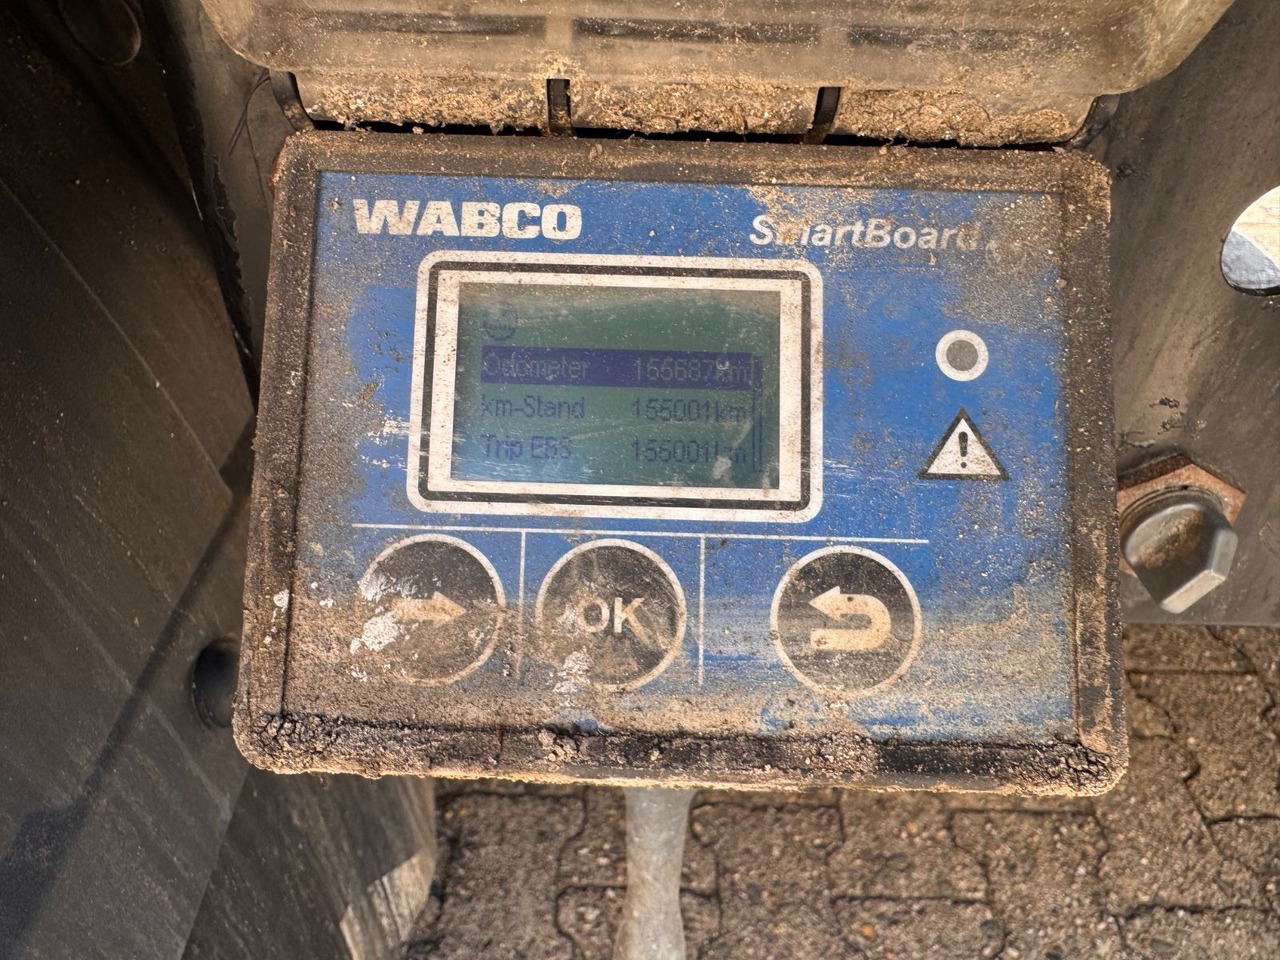 WABCO
SmartBoard
Odometer 155687km
km-Stand 155001km
Trip EBS 155001km
OK